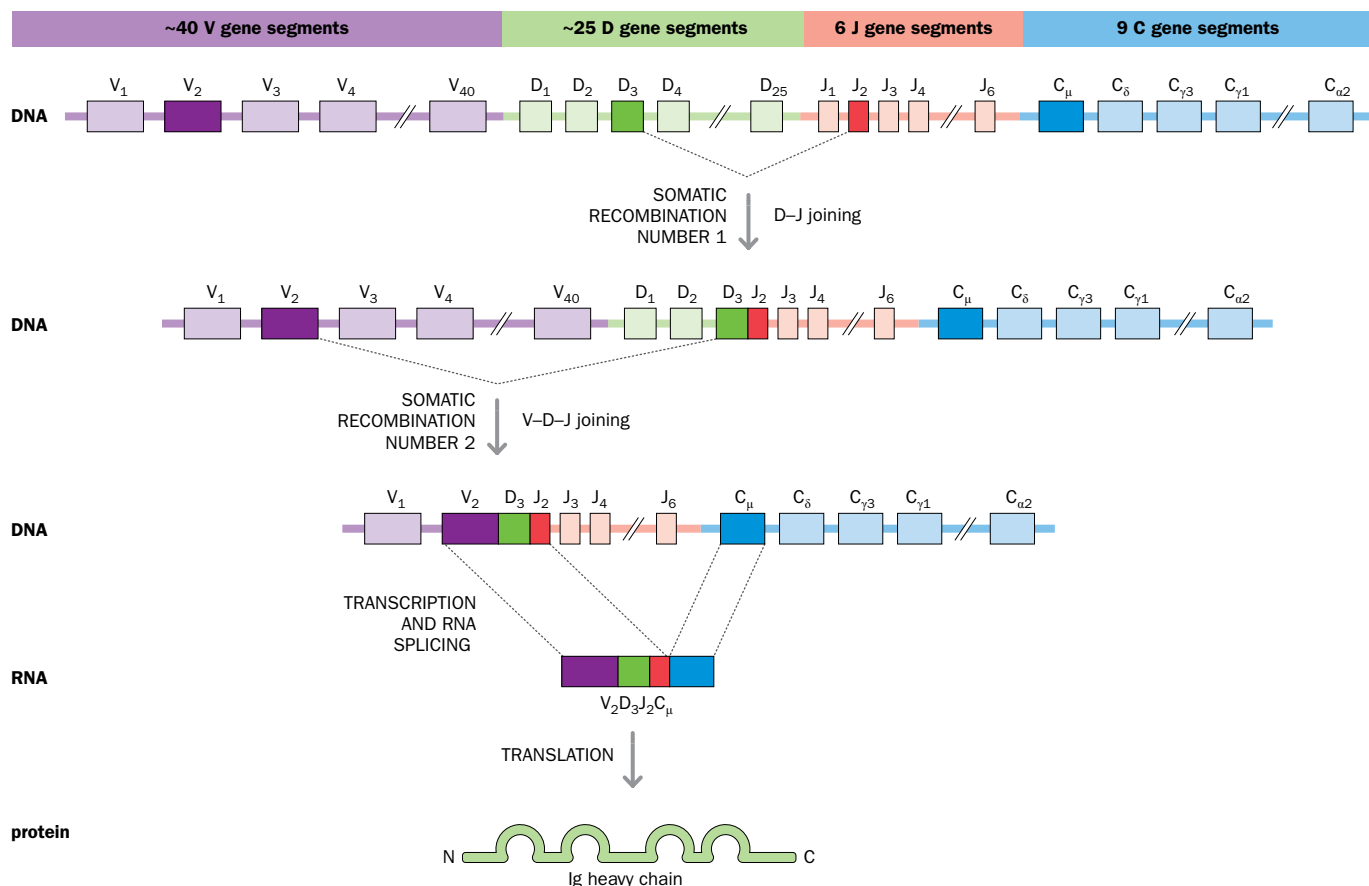 ~40 V gene segments ~25 D gene segments 6 J gene segments 9 C gene segments
V₁ V₂ V₃ V₄ V₄₀ D₁ D₂ D₃ D₄ D₂₅ J₁ J₂ J₃ J₄ J₆ Cμ Cδ Cγ3 Cγ1 Cα2
DNA
SOMATIC
RECOMBINATION
NUMBER 1
D–J joining
V₁ V₂ V₃ V₄ V₄₀ D₁ D₂ D₃ J₂ J₃ J₄ J₆ Cμ Cδ Cγ3 Cγ1 Cα2
DNA
SOMATIC
RECOMBINATION
NUMBER 2
V–D–J joining
V₁ V₂ D₃ J₂ J₃ J₄ J₆ Cμ Cδ Cγ3 Cγ1 Cα2
DNA
TRANSCRIPTION
AND RNA
SPLICING
RNA
V₂D₃J₂Cμ
TRANSLATION
protein
N C
Ig heavy chain